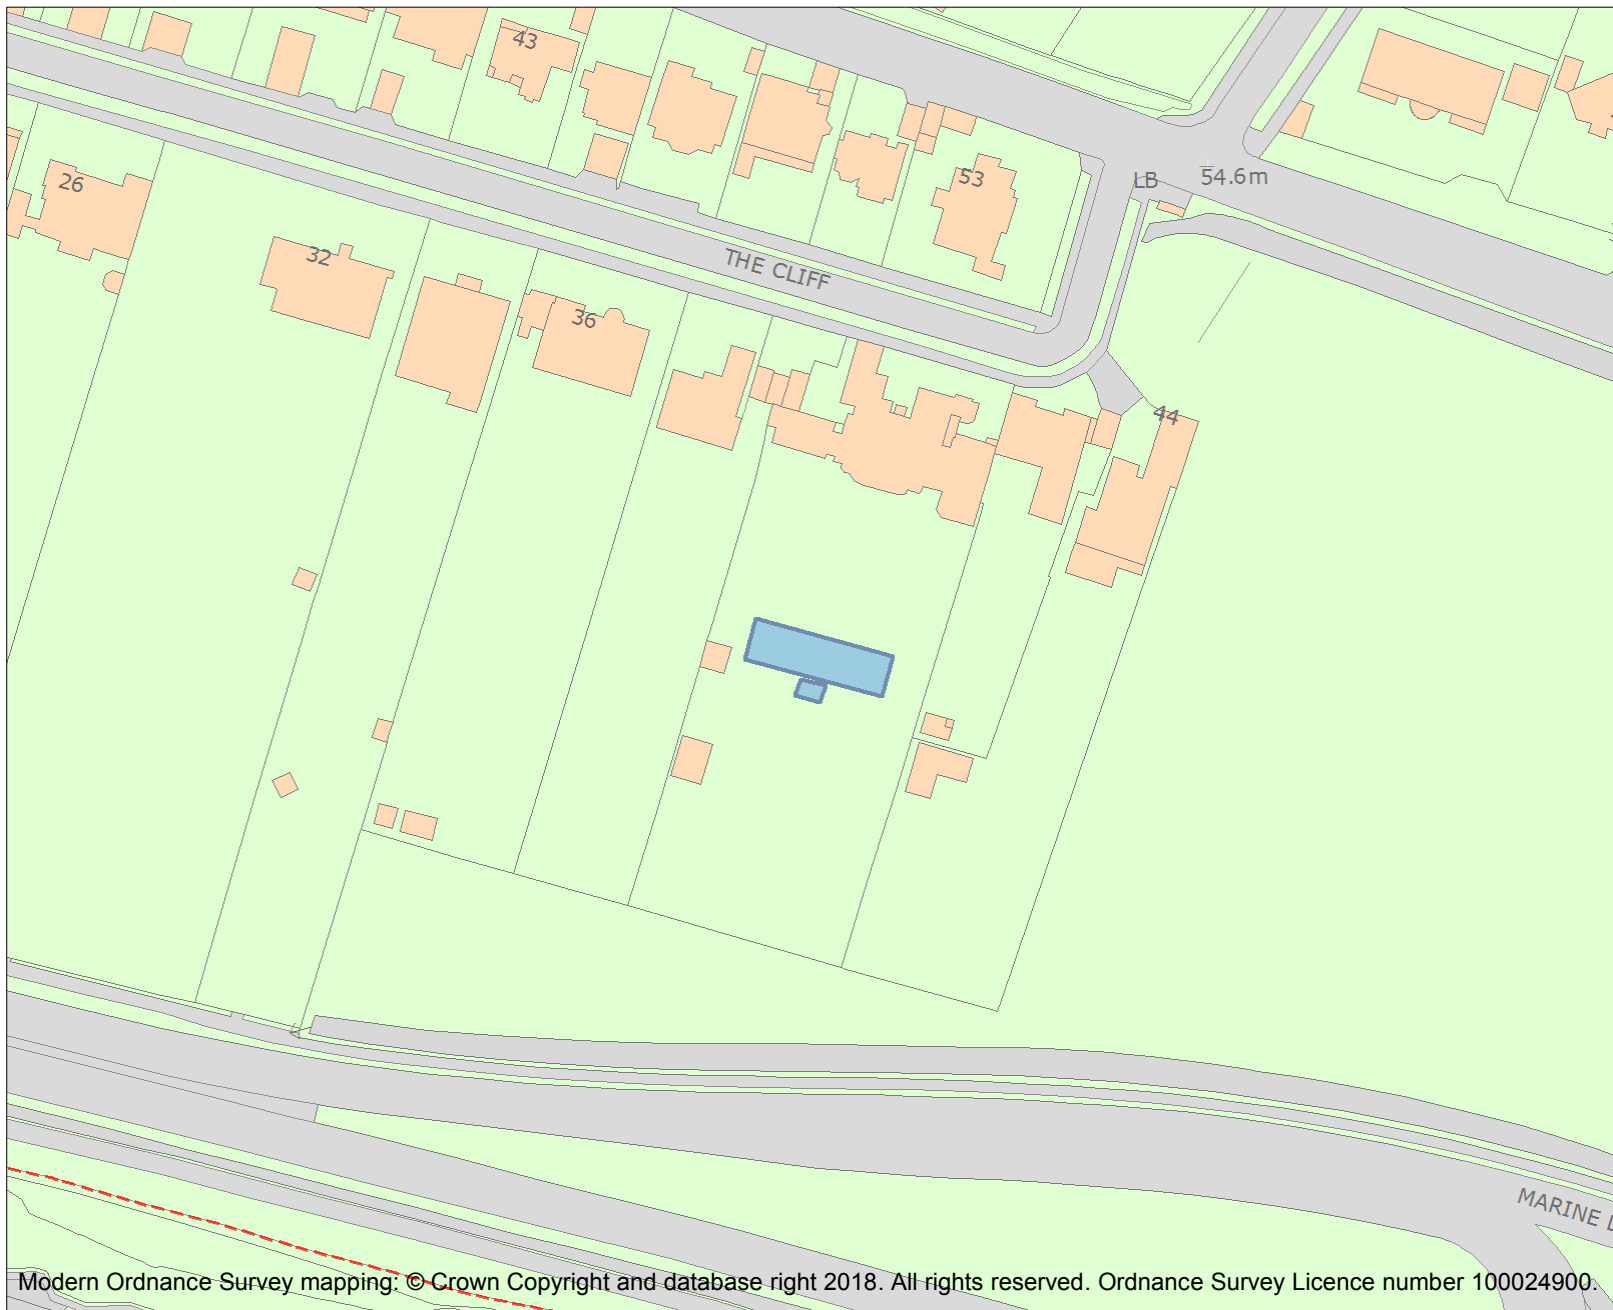 43
26
53
LB
54.6m
32
THE CLIFF
36
44
MARINE
Modern Ordnance Survey mapping: © Crown Copyright and database right 2018. All rights reserved. Ordnance Survey Licence number 100024900.